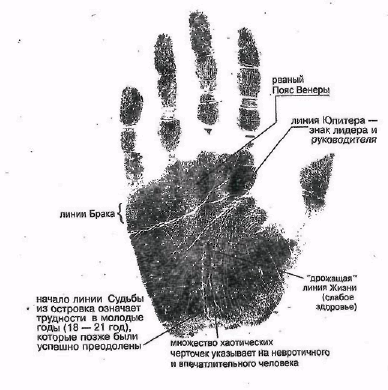 рваный
Пояс Венеры
линия Юпитера —
знак лидера и
руководителя
линии Брака
"дрожащая"
линия Жизни
(слабое
здоровье)
начало линии Судьбы
из островка означает
трудности в молодые
годы (18 — 21 год),
которые позже были
успешно преодолены
множество хаотических
черточек указывает на невротичного
и впечатлительного человека